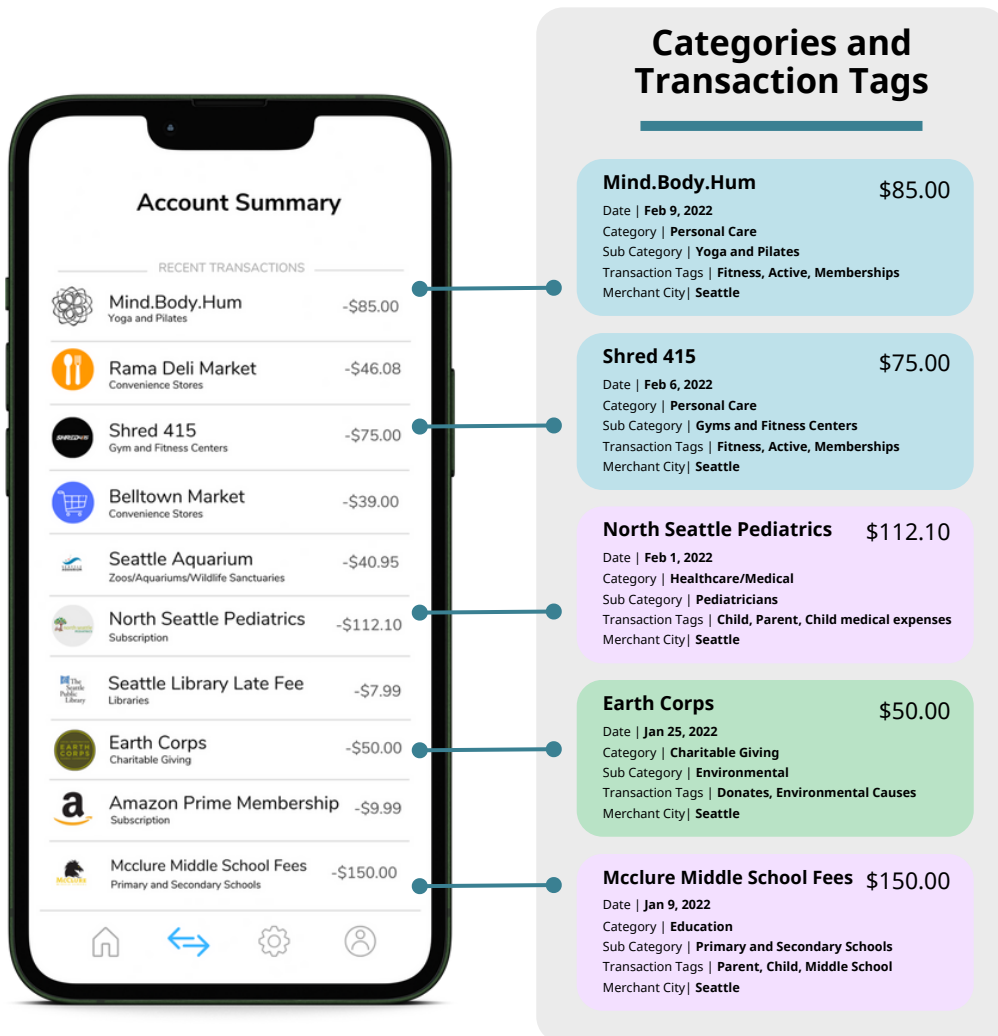 Categories and
Transaction Tags
Account Summary
RECENT TRANSACTIONS
Mind.Body.Hum
Yoga and Pilates
-$85.00
Rama Deli Market
Convenience Stores
-$46.08
SHRED415
Shred 415
Gym and Fitness Centers
-$75.00
Belltown Market
Convenience Stores
-$39.00
Seattle Aquarium
Zoos/Aquariums/Wildlife Sanctuaries
-$40.95
North Seattle Pediatrics
Subscription
-$112.10
The
Seattle
Public
Library
Seattle Library Late Fee
Libraries
-$7.99
EARTH
CORPS
Earth Corps
Charitable Giving
-$50.00
a
Amazon Prime Membership
Subscription
-$9.99
McClure
Mcclure Middle School Fees
Primary and Secondary Schools
-$150.00
Mind.Body.Hum
$85.00
Date | Feb 9, 2022
Category | Personal Care
Sub Category | Yoga and Pilates
Transaction Tags | Fitness, Active, Memberships
Merchant City| Seattle
Shred 415
$75.00
Date | Feb 6, 2022
Category | Personal Care
Sub Category | Gyms and Fitness Centers
Transaction Tags | Fitness, Active, Memberships
Merchant City| Seattle
North Seattle Pediatrics
$112.10
Date | Feb 1, 2022
Category | Healthcare/Medical
Sub Category | Pediatricians
Transaction Tags | Child, Parent, Child medical expenses
Merchant City| Seattle
Earth Corps
$50.00
Date | Jan 25, 2022
Category | Charitable Giving
Sub Category | Environmental
Transaction Tags | Donates, Environmental Causes
Merchant City| Seattle
Mcclure Middle School Fees
$150.00
Date | Jan 9, 2022
Category | Education
Sub Category | Primary and Secondary Schools
Transaction Tags | Parent, Child, Middle School
Merchant City| Seattle